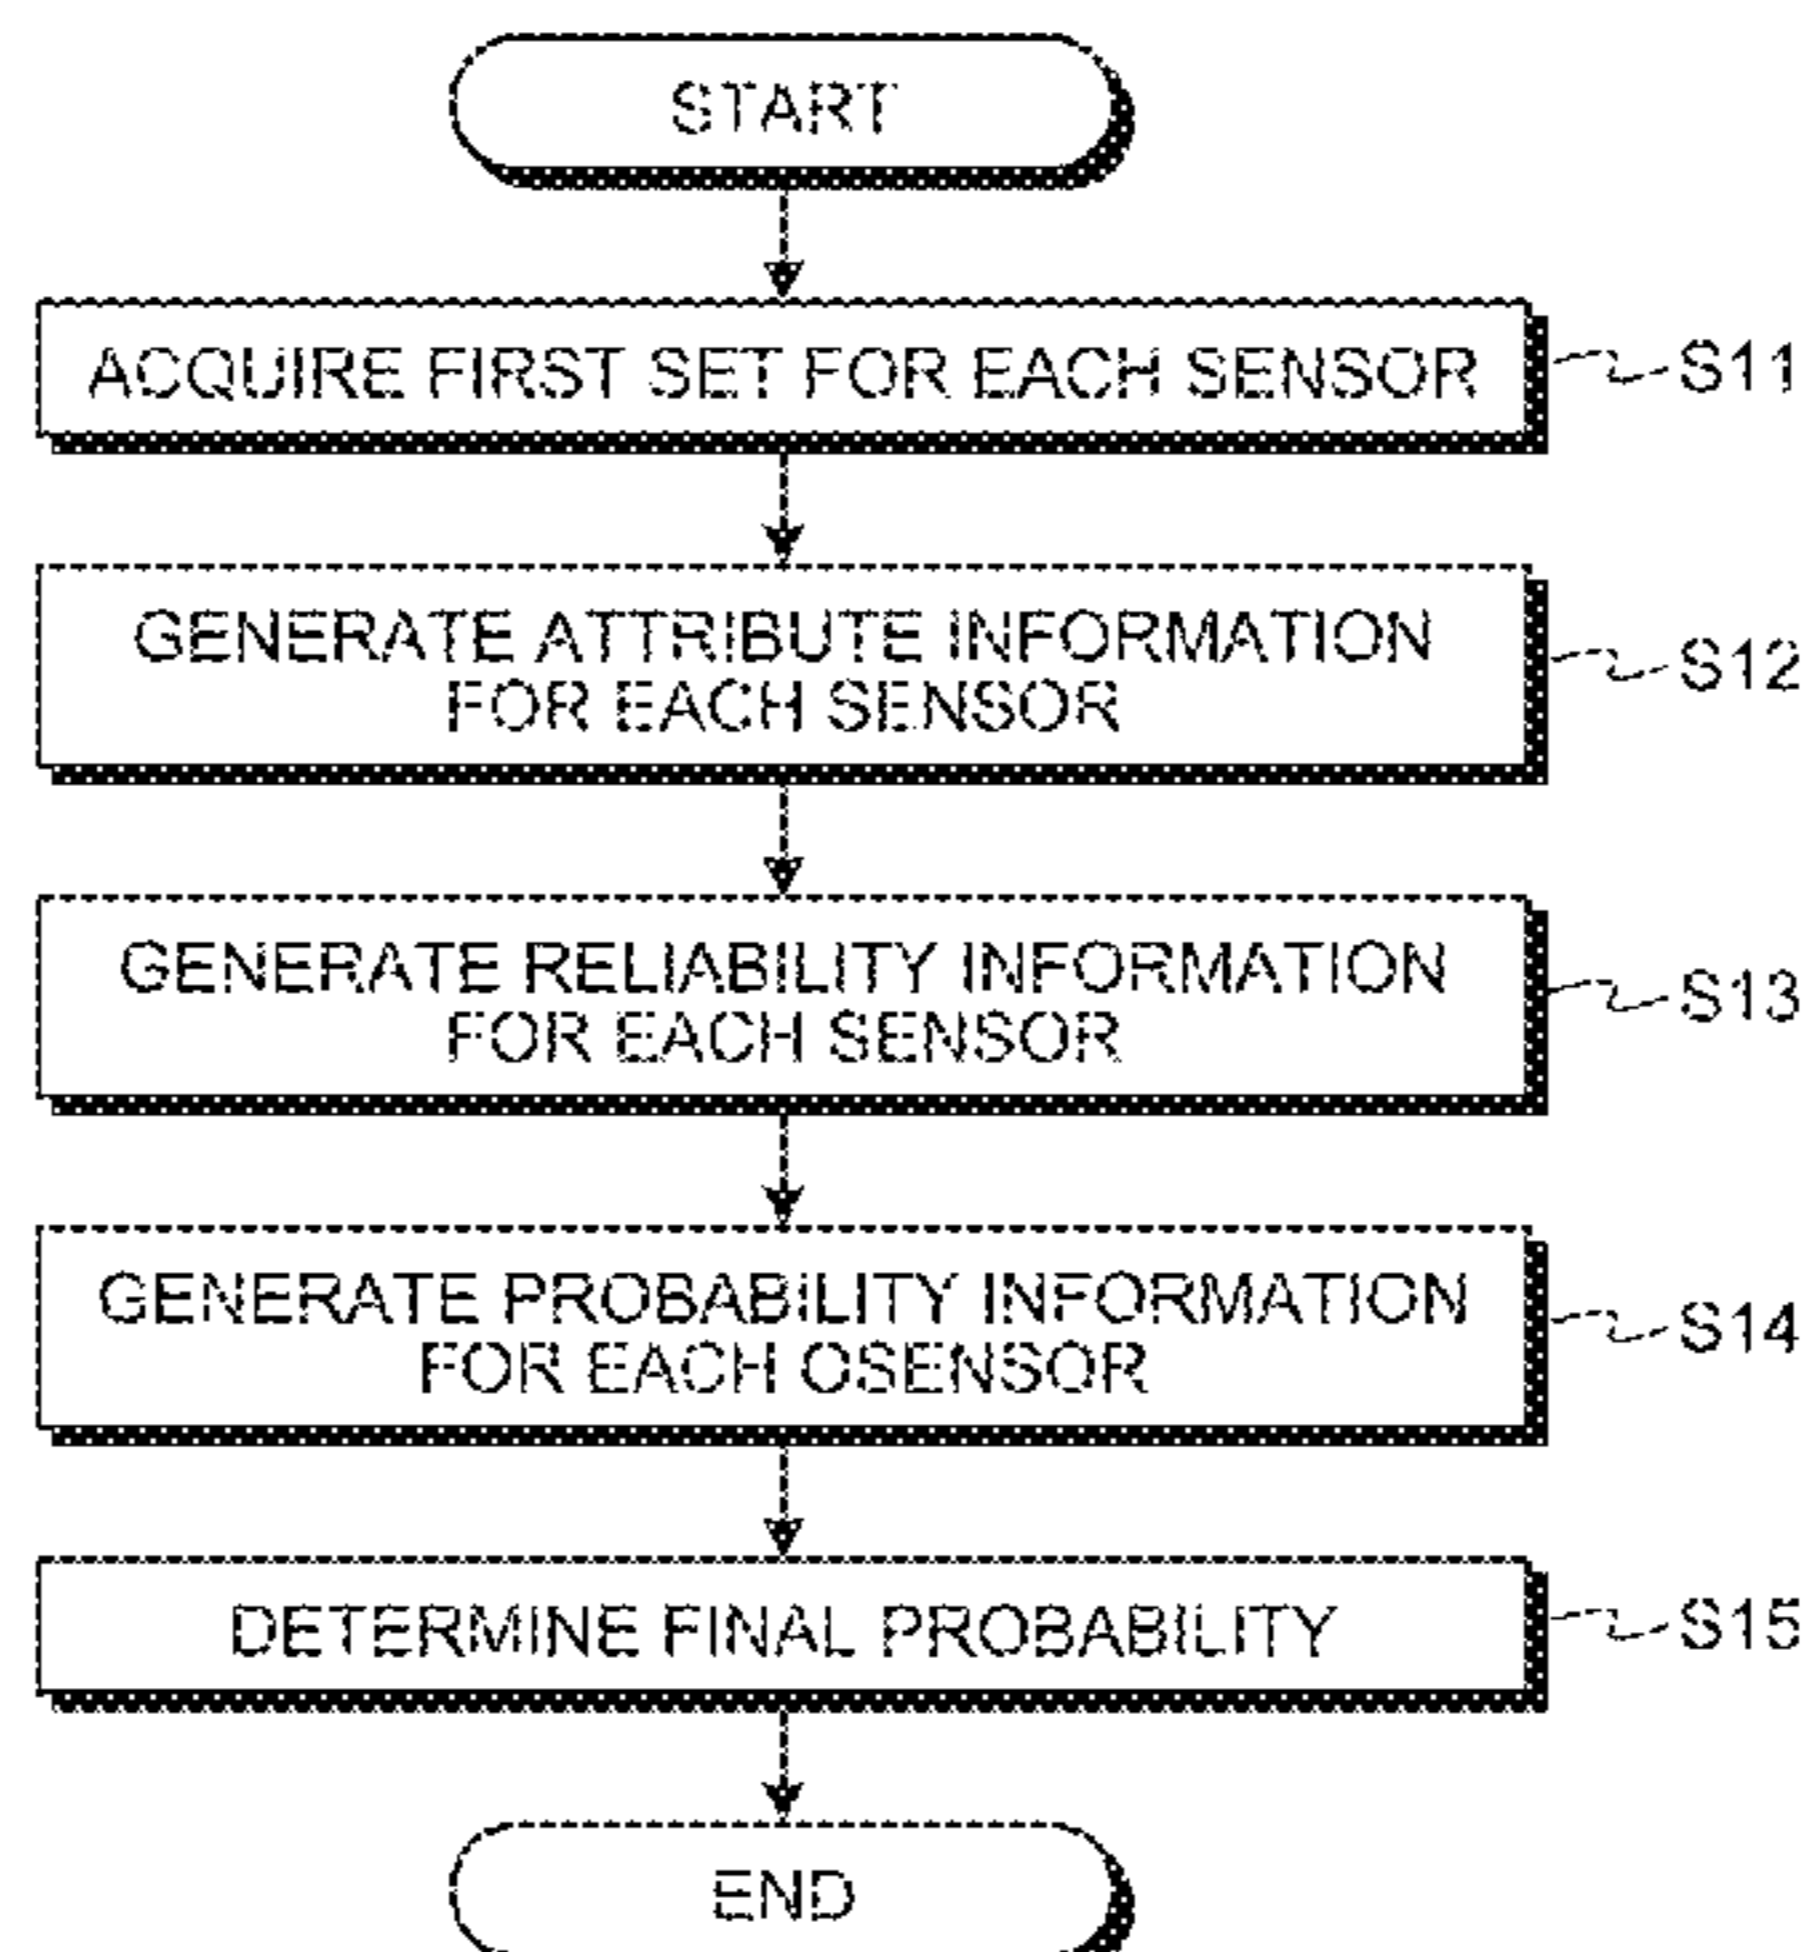 START
ACQUIRE FIRST SET FOR EACH SENSOR
S11
GENERATE ATTRIBUTE INFORMATION
FOR EACH SENSOR
S12
GENERATE RELIABILITY INFORMATION
FOR EACH SENSOR
S13
GENERATE PROBABILITY INFORMATION
FOR EACH OSENSOR
S14
DETERMINE FINAL PROBABILITY
S15
END